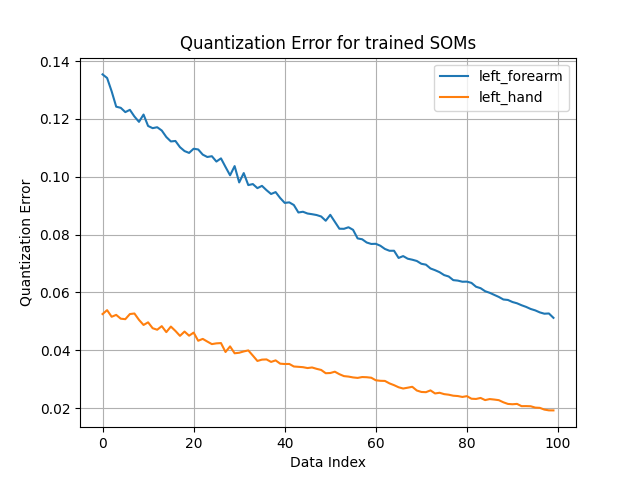 Quantization Error for trained SOMs
left_forearm
left_hand
Quantization Error
0.14
0.12
0.10
0.08
0.06
0.04
0.02
0 20 40 60 80 100
Data Index